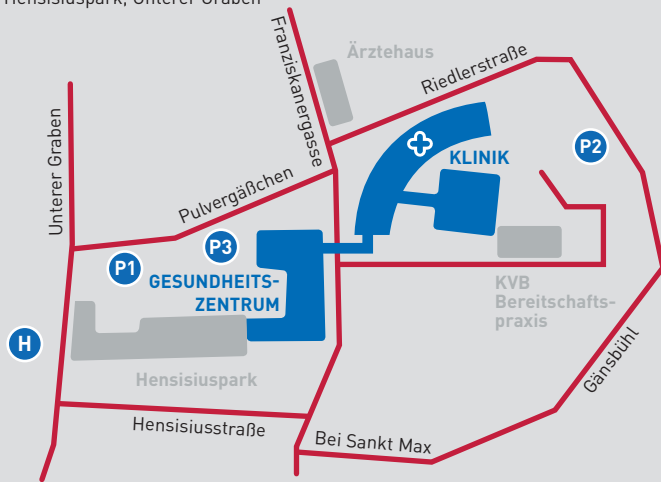 Hensisiuspark, Unterer Graben
Franziskanergasse
Ärztehaus
Riedlerstraße
Unterer Graben
KLINIK
P2
Pulvergäßchen
P3
P1
GESUNDHEITS-
ZENTRUM
KVB
Bereitschafts-
praxis
H
Hensisiuspark
Gänsbühl
Hensisiusstraße
Bei Sankt Max